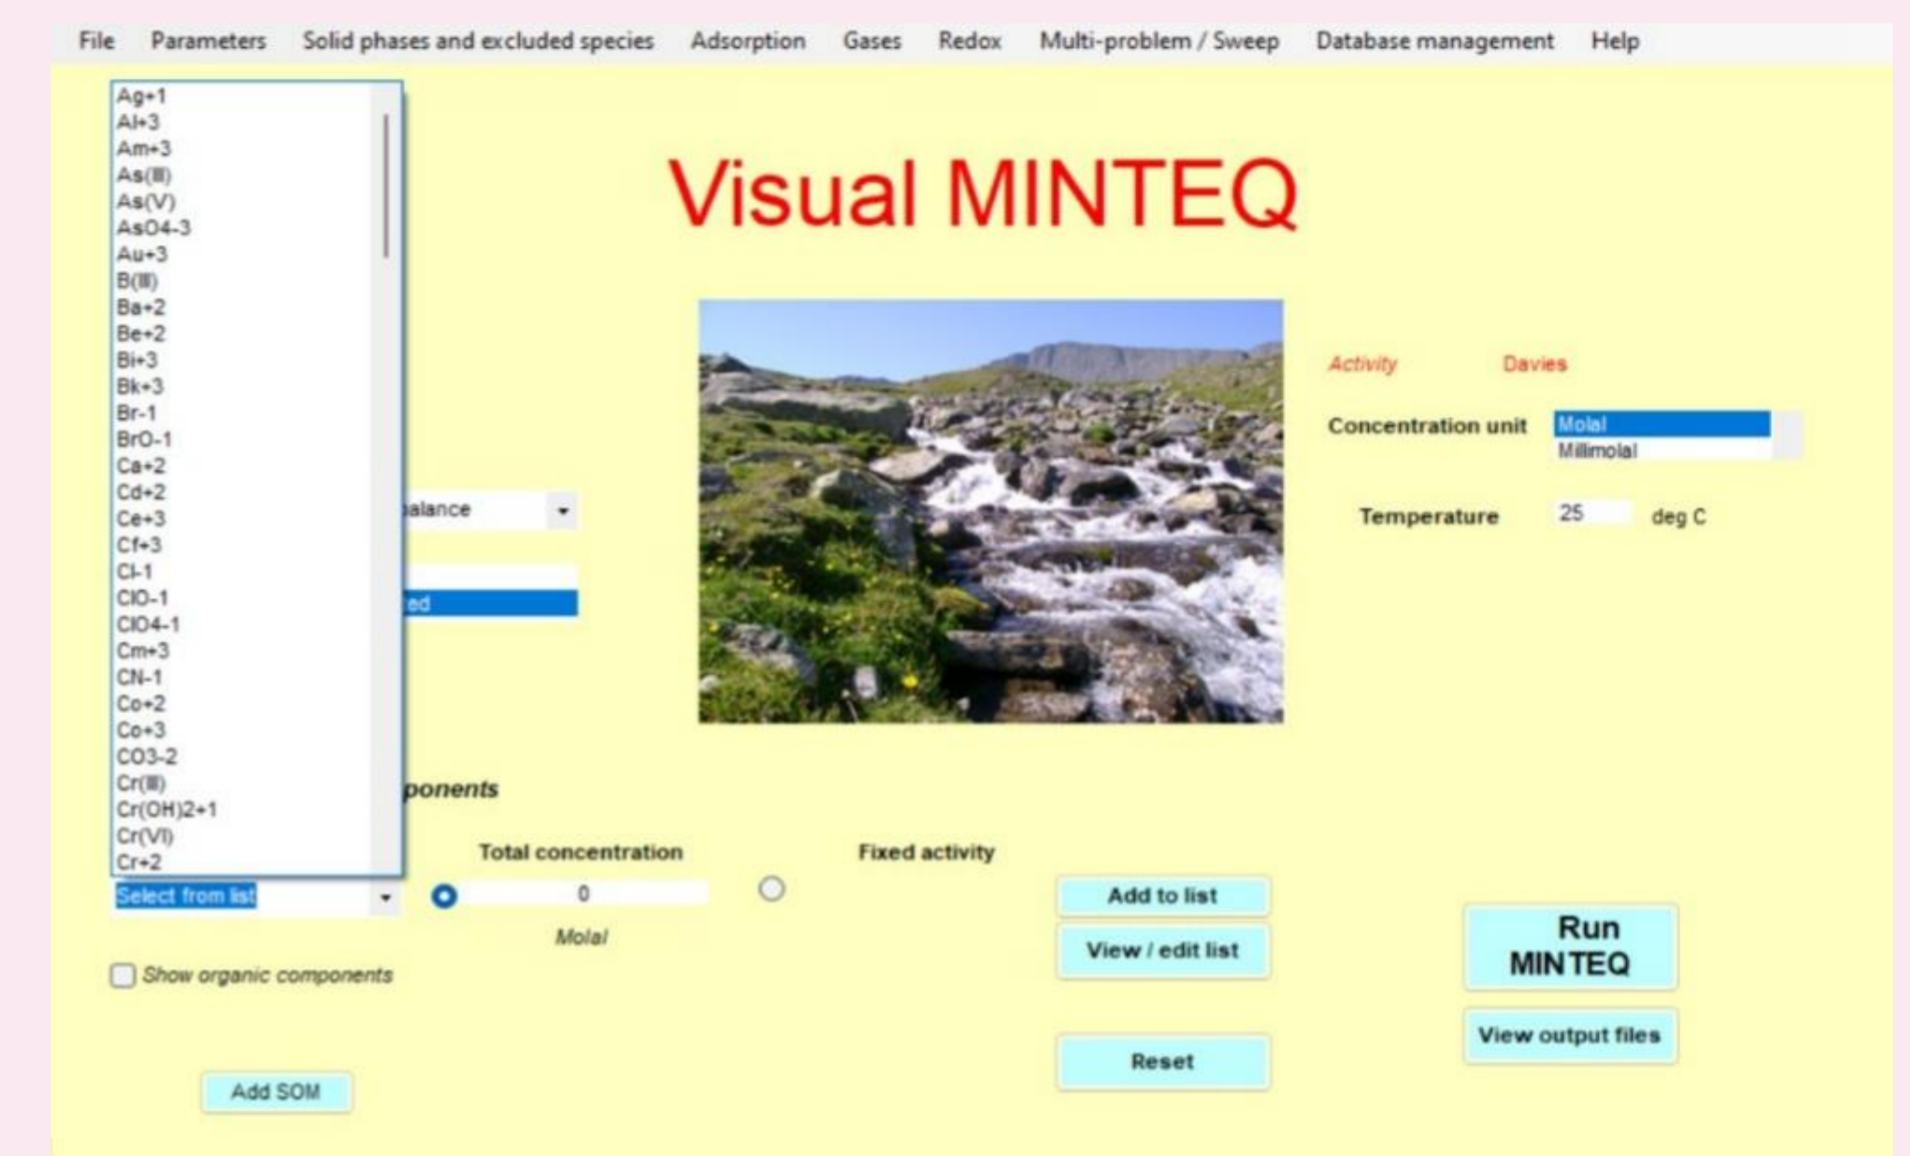 File Parameters Solid phases and excluded species Adsorption Gases Redox Multi-problem / Sweep Database management Help
Ag+1
Al+3
Am+3
As(III)
As(V)
AsO4-3
Au+3
B(III)
Ba+2
Be+2
Bi+3
Bk+3
Br-1
BrO-1
Ca+2
Cd+2
Ce+3
Cf+3
Cl-1
ClO-1
ClO4-1
Cm+3
CN-1
Co+2
Co+3
CO3-2
Cr(III)
Cr(OH)2+1
Cr(VI)
Cr+2
Select from list
Show organic components
Add SOM
Visual MINTEQ
Activity Davies
Concentration unit Molal
Millimolal
Temperature 25 deg C
Total concentration Fixed activity
0
Molal
Add to list
View / edit list
Reset
Run
MINTEQ
View output files